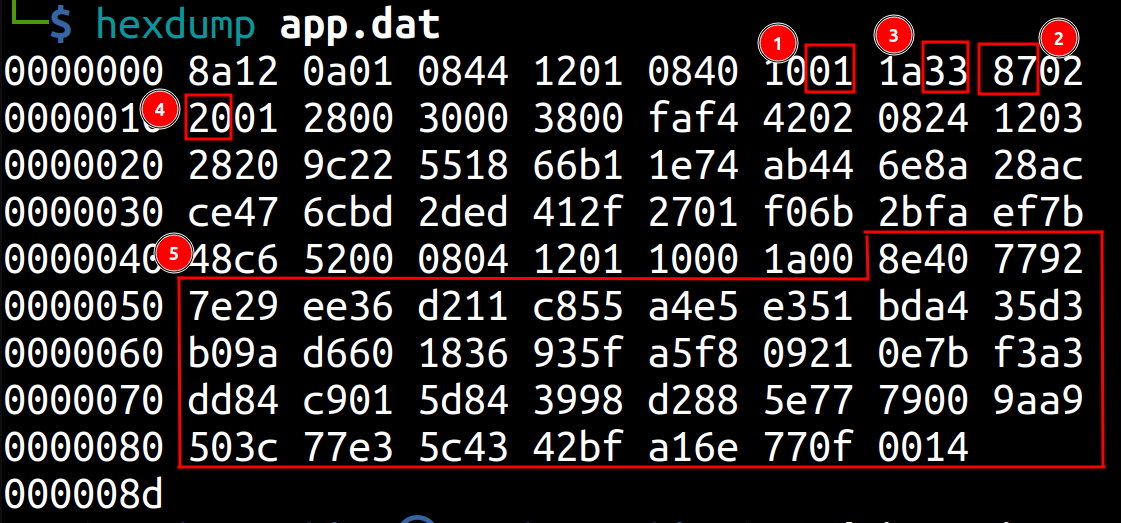 $ hexdump app.dat
1 3 2
0000000 8a12 0a01 0844 1201 0840 1001 1a33 8702
4
0000010 2001 2800 3000 3800 faf4 4202 0824 1203
0000020 2820 9c22 5518 66b1 1e74 ab44 6e8a 28ac
0000030 ce47 6cbd 2ded 412f 2701 f06b 2bfa ef7b
5
0000040 48c6 5200 0804 1201 1000 1a00 8e40 7792
0000050 7e29 ee36 d211 c855 a4e5 e351 bda4 35d3
0000060 b09a d660 1836 935f a5f8 0921 0e7b f3a3
0000070 dd84 c901 5d84 3998 d288 5e77 7900 9aa9
0000080 503c 77e3 5c43 42bf a16e 770f 0014
000008d